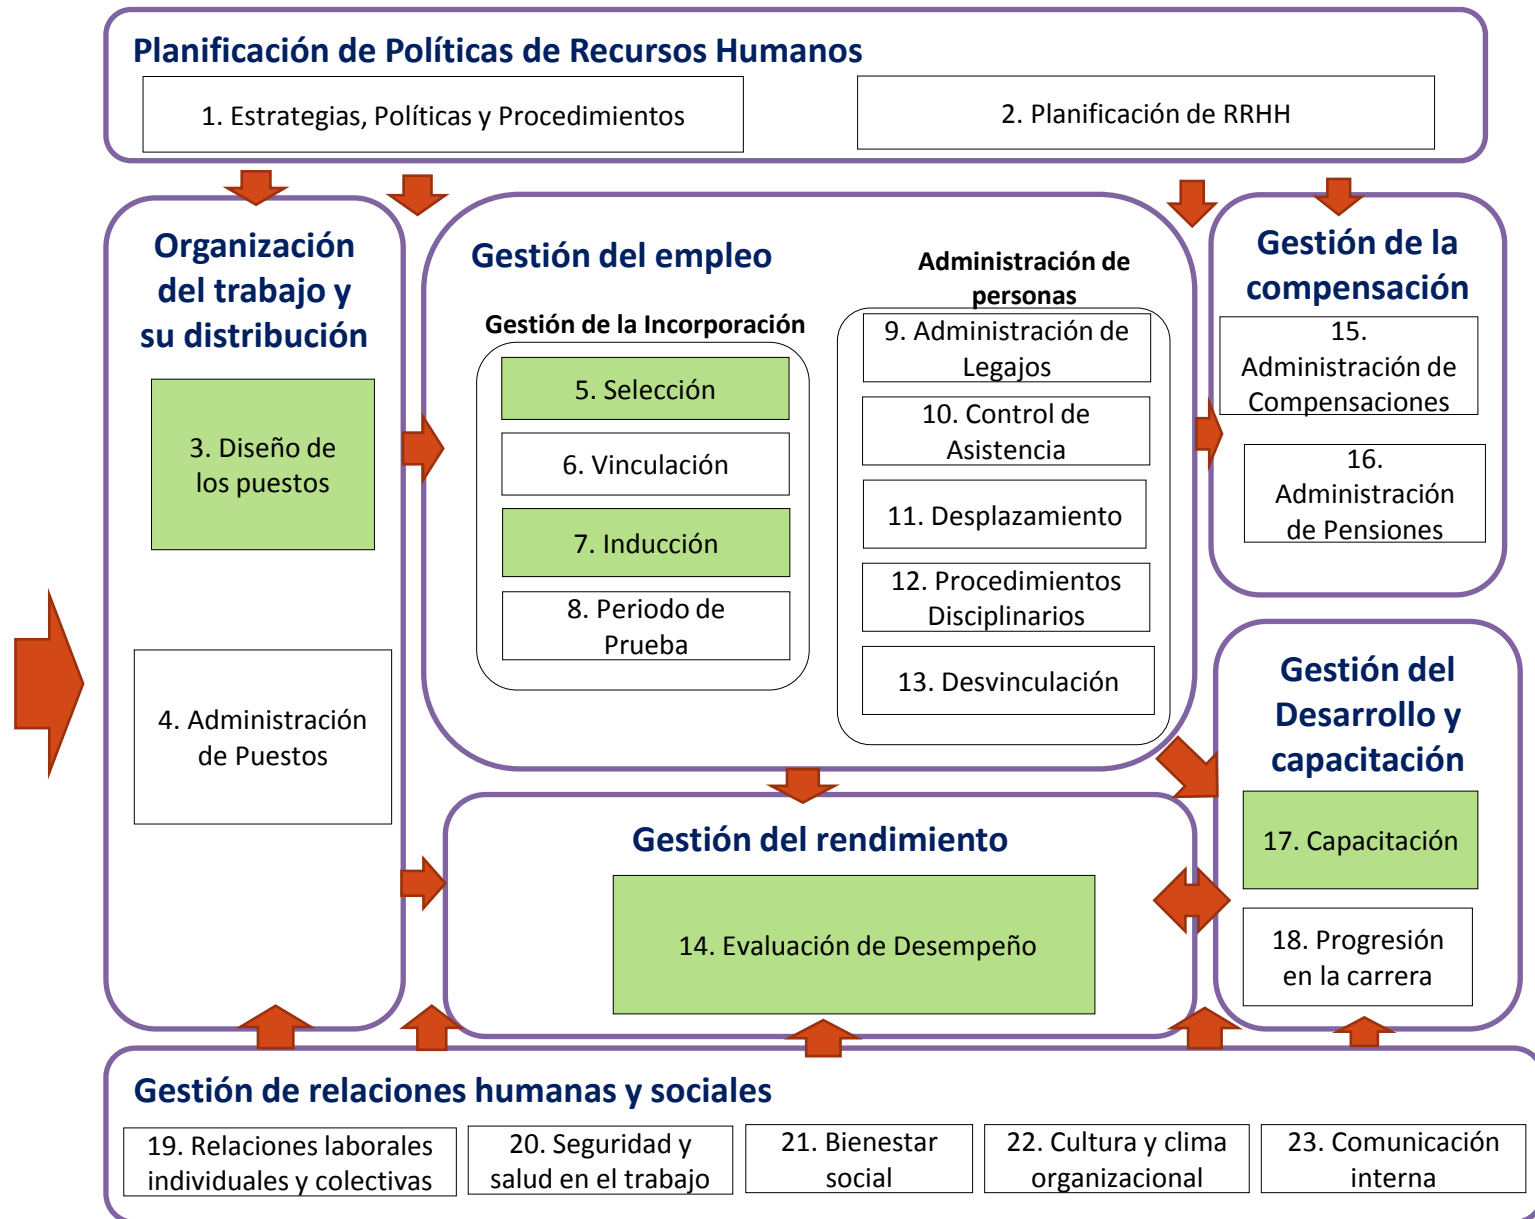 Planificación de Políticas de Recursos Humanos
1. Estrategias, Políticas y Procedimientos
2. Planificación de RRHH
Organización
del trabajo y
su distribución
3. Diseño de
los puestos
4. Administración
de Puestos
Gestión del empleo
Gestión de la Incorporación
5. Selección
6. Vinculación
7. Inducción
8. Periodo de
Prueba
Administración de
personas
9. Administración de
Legajos
10. Control de
Asistencia
11. Desplazamiento
12. Procedimientos
Disciplinarios
13. Desvinculación
Gestión de la
compensación
15.
Administración de
Compensaciones
16.
Administración
de Pensiones
Gestión del rendimiento
14. Evaluación de Desempeño
Gestión del
Desarrollo y
capacitación
17. Capacitación
18. Progresión
en la carrera
Gestión de relaciones humanas y sociales
19. Relaciones laborales
individuales y colectivas
20. Seguridad y
salud en el trabajo
21. Bienestar
social
22. Cultura y clima
organizacional
23. Comunicación
interna